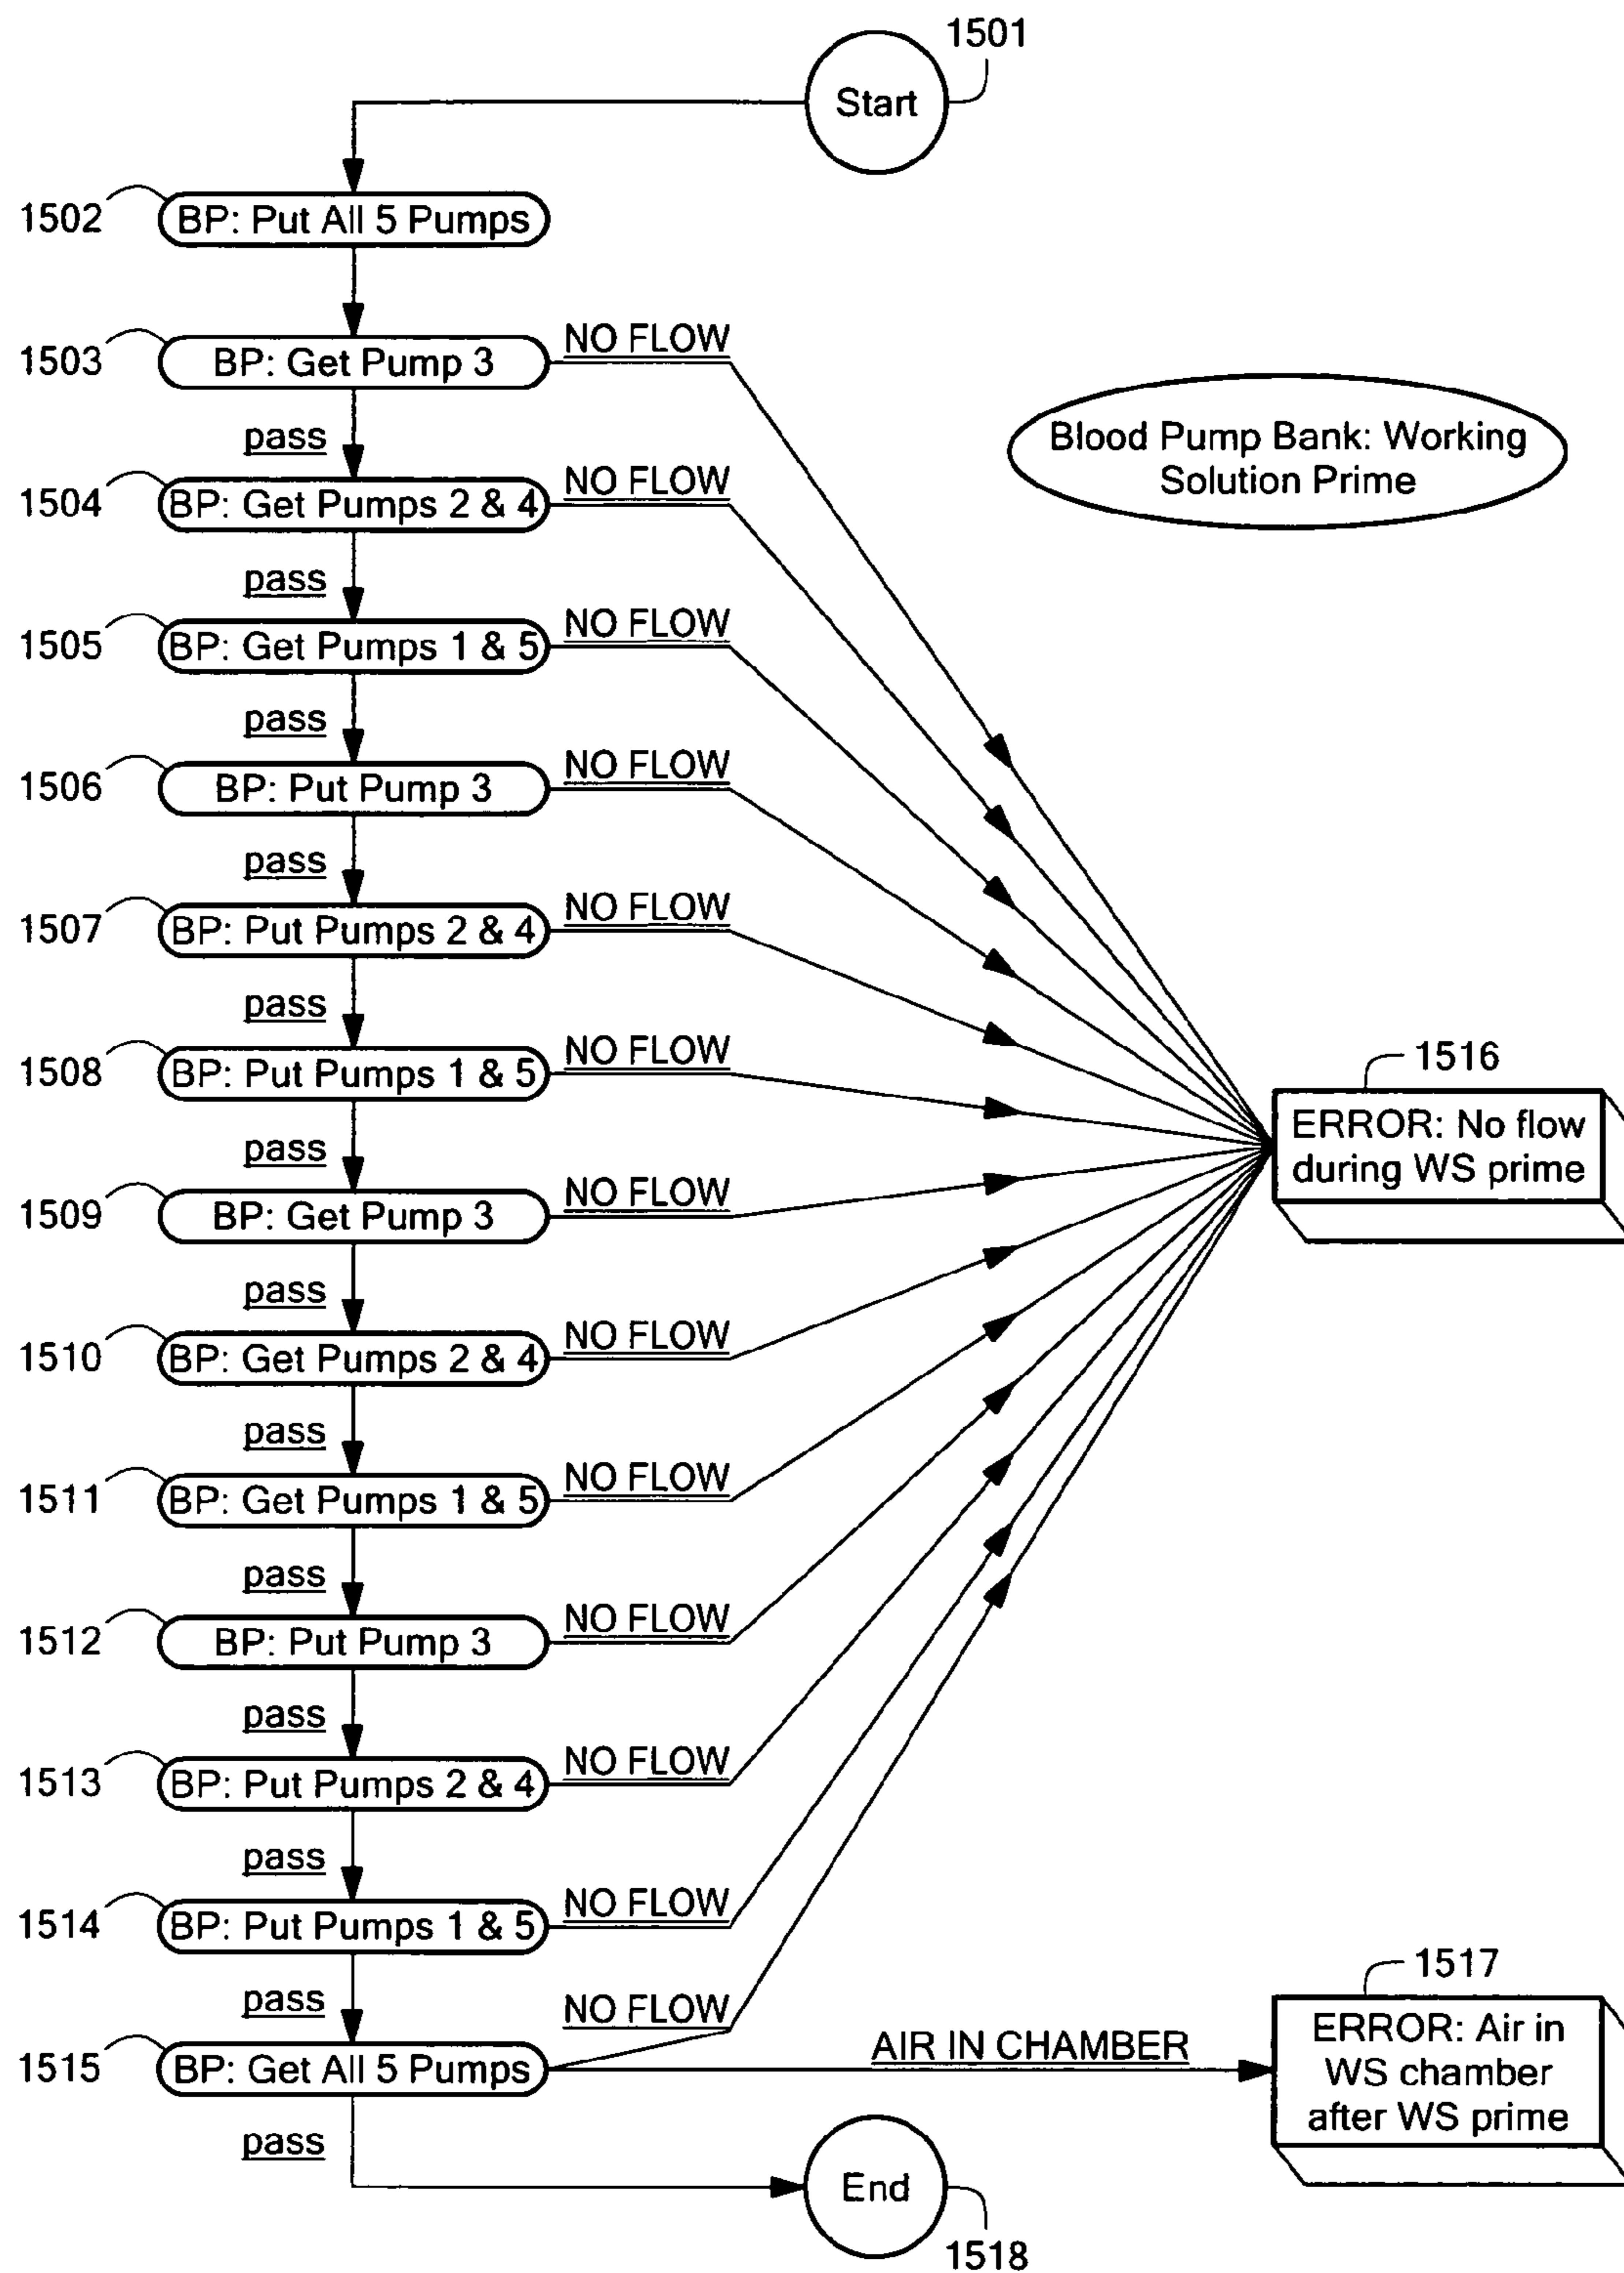 1501
Start
1502
BP: Put All 5 Pumps
1503
BP: Get Pump 3
NO FLOW
Blood Pump Bank: Working
Solution Prime
pass
1504
BP: Get Pumps 2 & 4
NO FLOW
pass
1505
BP: Get Pumps 1 & 5
NO FLOW
pass
1506
BP: Put Pump 3
NO FLOW
pass
1507
BP: Put Pumps 2 & 4
NO FLOW
pass
1508
BP: Put Pumps 1 & 5
NO FLOW
1516
ERROR: No flow
during WS prime
pass
1509
BP: Get Pump 3
NO FLOW
pass
1510
BP: Get Pumps 2 & 4
NO FLOW
pass
1511
BP: Get Pumps 1 & 5
NO FLOW
pass
1512
BP: Put Pump 3
NO FLOW
pass
1513
BP: Put Pumps 2 & 4
NO FLOW
pass
1514
BP: Put Pumps 1 & 5
NO FLOW
pass
1515
BP: Get All 5 Pumps
NO FLOW
AIR IN CHAMBER
1517
ERROR: Air in
WS chamber
after WS prime
pass
End
1518